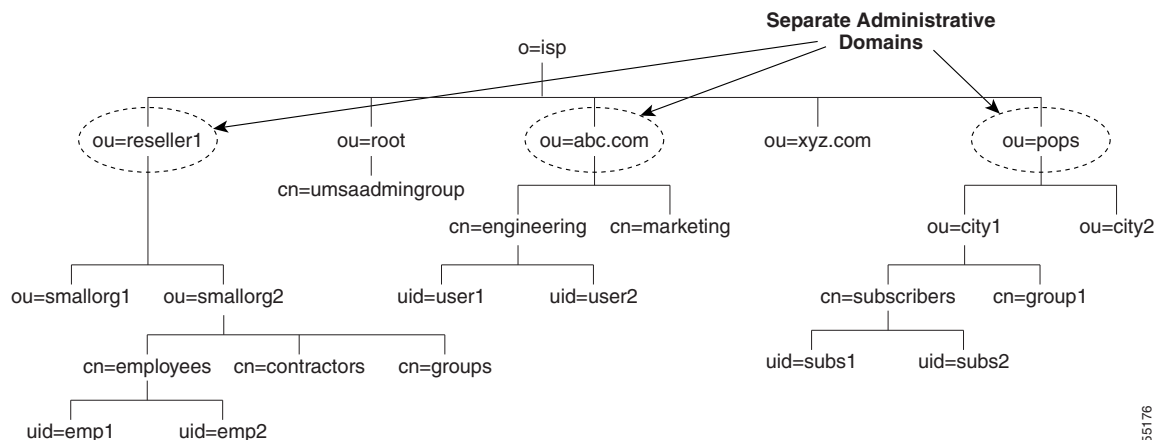 Separate Administrative
Domains
o=isp
ou=reseller1
ou=root
ou=abc.com
ou=xyz.com
ou=pops
cn=umsaadmingroup
cn=engineering
cn=marketing
ou=city1
ou=city2
ou=smallorg1
ou=smallorg2
uid=user1
uid=user2
cn=subscribers
cn=group1
cn=employees
cn=contractors
cn=groups
uid=subs1
uid=subs2
uid=emp1
uid=emp2
55176